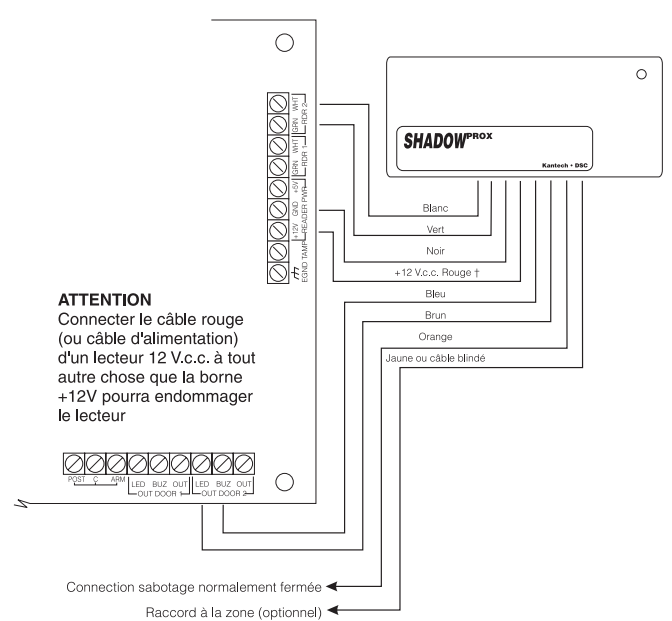 WHT
GRN
RDR 2
WHT
GRN
RDR 1
+5V
GND
+12V
READER PWR
TAMP
EGND
SHADOWPROX
Kantech • DSC
Blanc
Vert
Noir
+12 V.c.c. Rouge †
Bleu
Brun
Orange
Jaune ou câble blindé
ATTENTION
Connecter le câble rouge
(ou câble d'alimentation)
d'un lecteur 12 V.c.c. à tout
autre chose que la borne
+12V pourra endommager
le lecteur
POST C ARM LED BUZ OUT LED BUZ OUT
OUT DOOR 1 OUT DOOR 2
Connection sabotage normalement fermée
Raccord à la zone (optionnel)